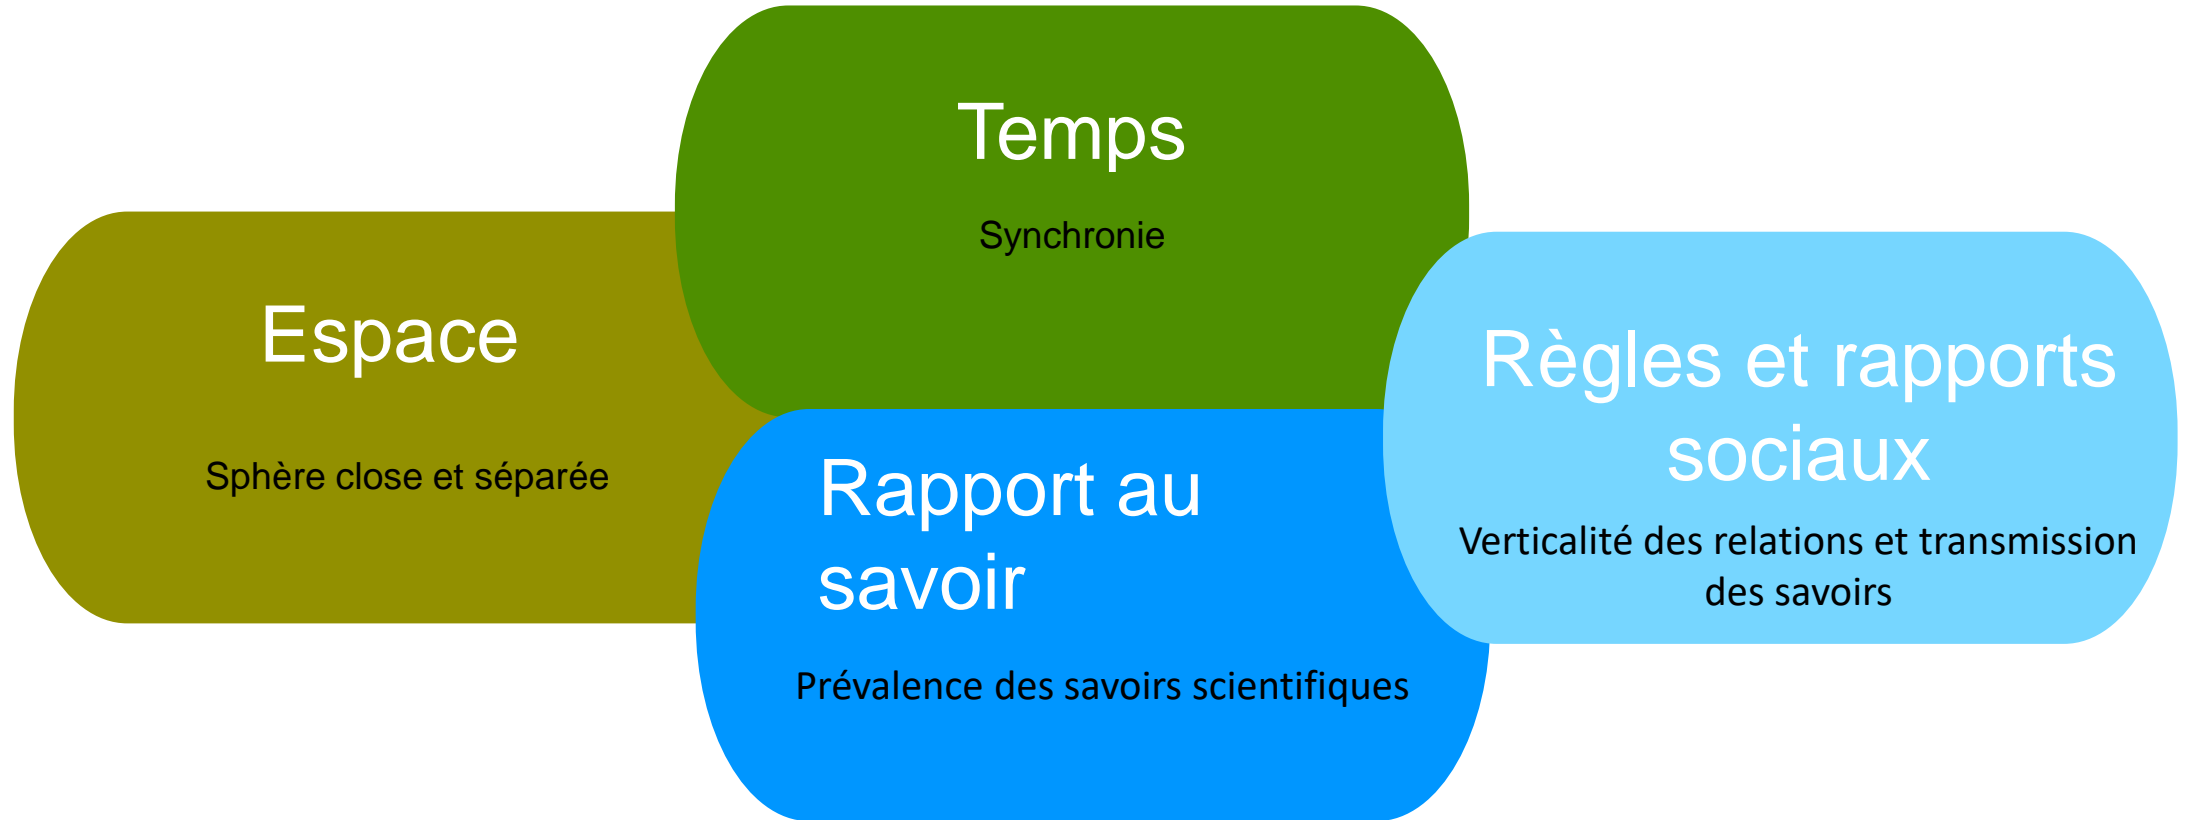 Temps
Synchronie
Espace
Sphère close et séparée
Rapport au
savoir
Prévalence des savoirs scientifiques
Règles et rapports
sociaux
Verticalité des relations et transmission
des savoirs